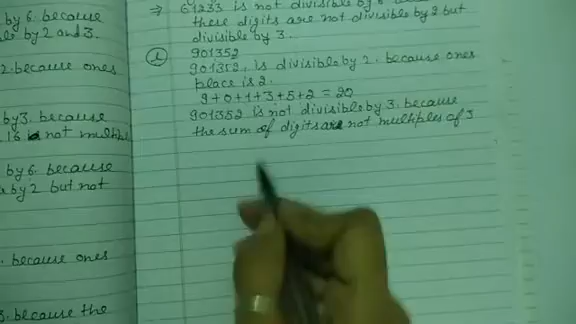 by 6. because
le by 2 and 3.
2. because ones
by 3. because
is not multiple
by 6. because
by 2 but not
. because ones
3. because the
→ 61233 is not divisible by 6
these digits are not divisible by 2 but
divisible by 3.
i
901352
901352, is divisible by 2. because ones
place is 2.
9+0+1+3+5+2 = 20
901352 is not divisible by 3. because
the sum of digits are not multiples of 3